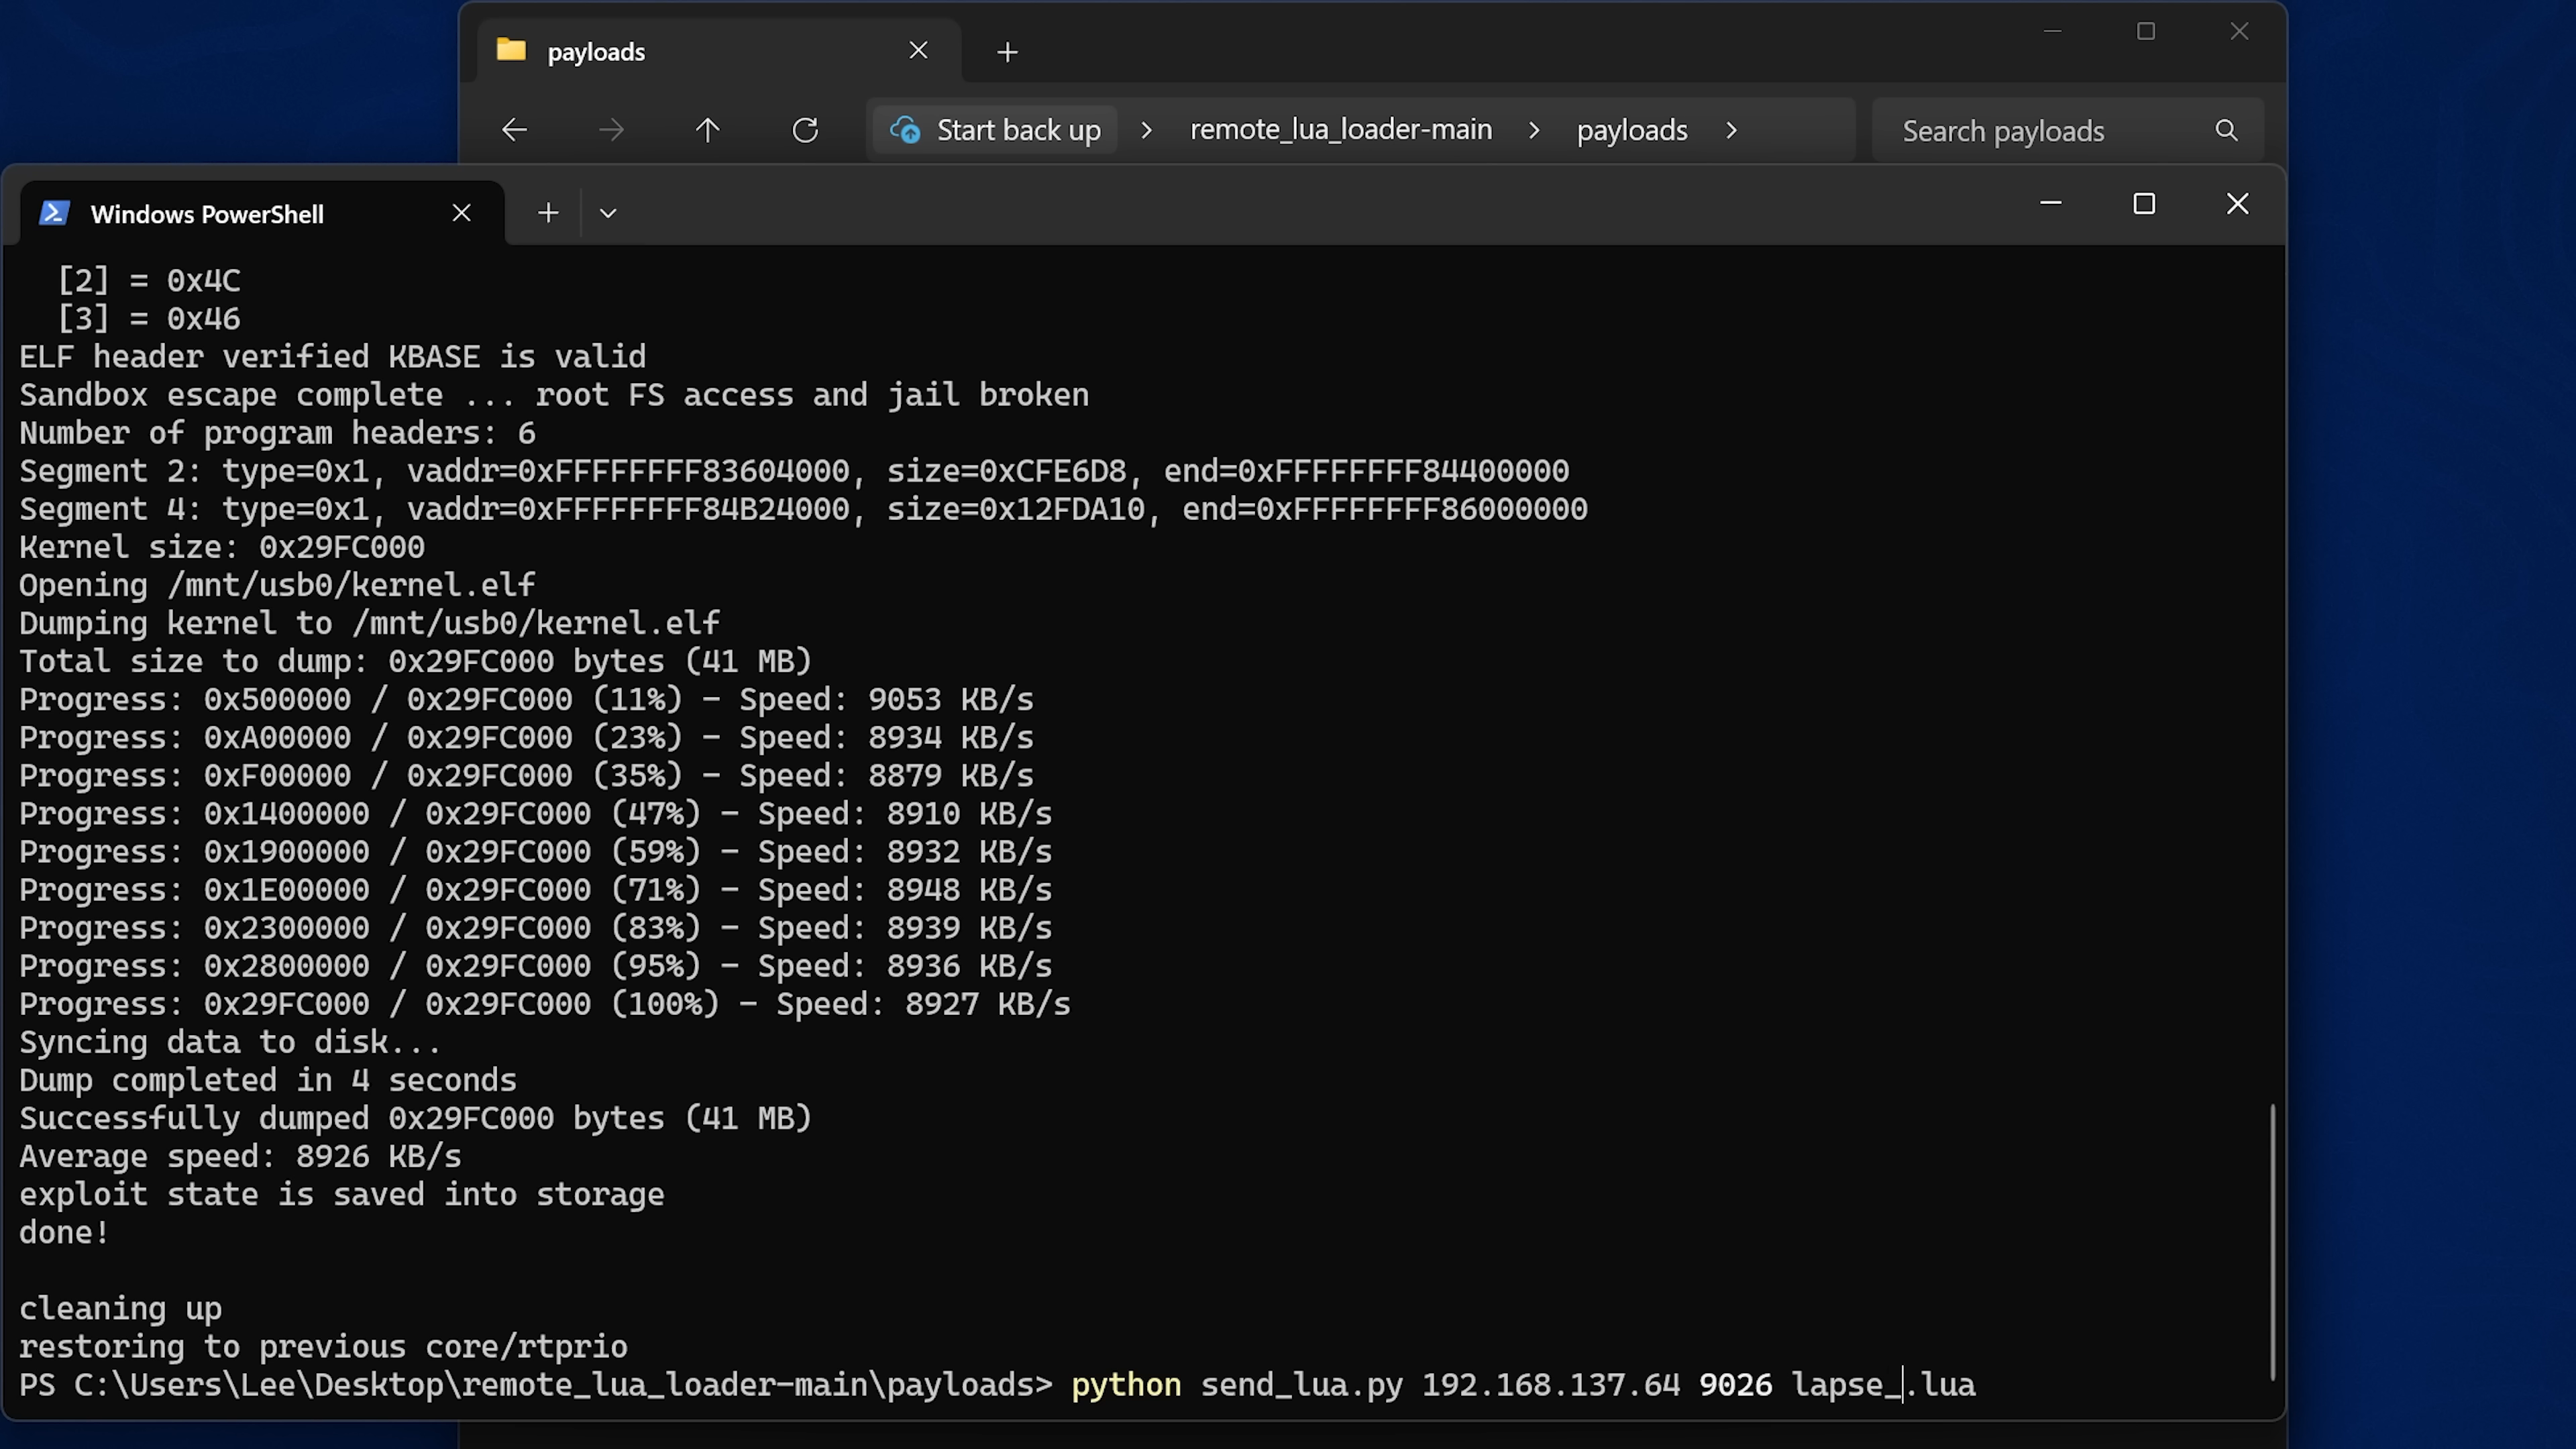 payloads
Start back up > remote_lua_loader-main > payloads >
Search payloads
Windows PowerShell
[2] = 0x4C
[3] = 0x46
ELF header verified KBASE is valid
Sandbox escape complete ... root FS access and jail broken
Number of program headers: 6
Segment 2: type=0x1, vaddr=0xFFFFFFFF83604000, size=0xCFE6D8, end=0xFFFFFFFF84400000
Segment 4: type=0x1, vaddr=0xFFFFFFFF84B24000, size=0x12FDA10, end=0xFFFFFFFF86000000
Kernel size: 0x29FC000
Opening /mnt/usb0/kernel.elf
Dumping kernel to /mnt/usb0/kernel.elf
Total size to dump: 0x29FC000 bytes (41 MB)
Progress: 0x500000 / 0x29FC000 (11%) - Speed: 9053 KB/s
Progress: 0xA00000 / 0x29FC000 (23%) - Speed: 8934 KB/s
Progress: 0xF00000 / 0x29FC000 (35%) - Speed: 8879 KB/s
Progress: 0x1400000 / 0x29FC000 (47%) - Speed: 8910 KB/s
Progress: 0x1900000 / 0x29FC000 (59%) - Speed: 8932 KB/s
Progress: 0x1E00000 / 0x29FC000 (71%) - Speed: 8948 KB/s
Progress: 0x2300000 / 0x29FC000 (83%) - Speed: 8939 KB/s
Progress: 0x2800000 / 0x29FC000 (95%) - Speed: 8936 KB/s
Progress: 0x29FC000 / 0x29FC000 (100%) - Speed: 8927 KB/s
Syncing data to disk...
Dump completed in 4 seconds
Successfully dumped 0x29FC000 bytes (41 MB)
Average speed: 8926 KB/s
exploit state is saved into storage
done!
cleaning up
restoring to previous core/rtprio
PS C:\Users\Lee\Desktop\remote_lua_loader-main\payloads> python send_lua.py 192.168.137.64 9026 lapse_.lua